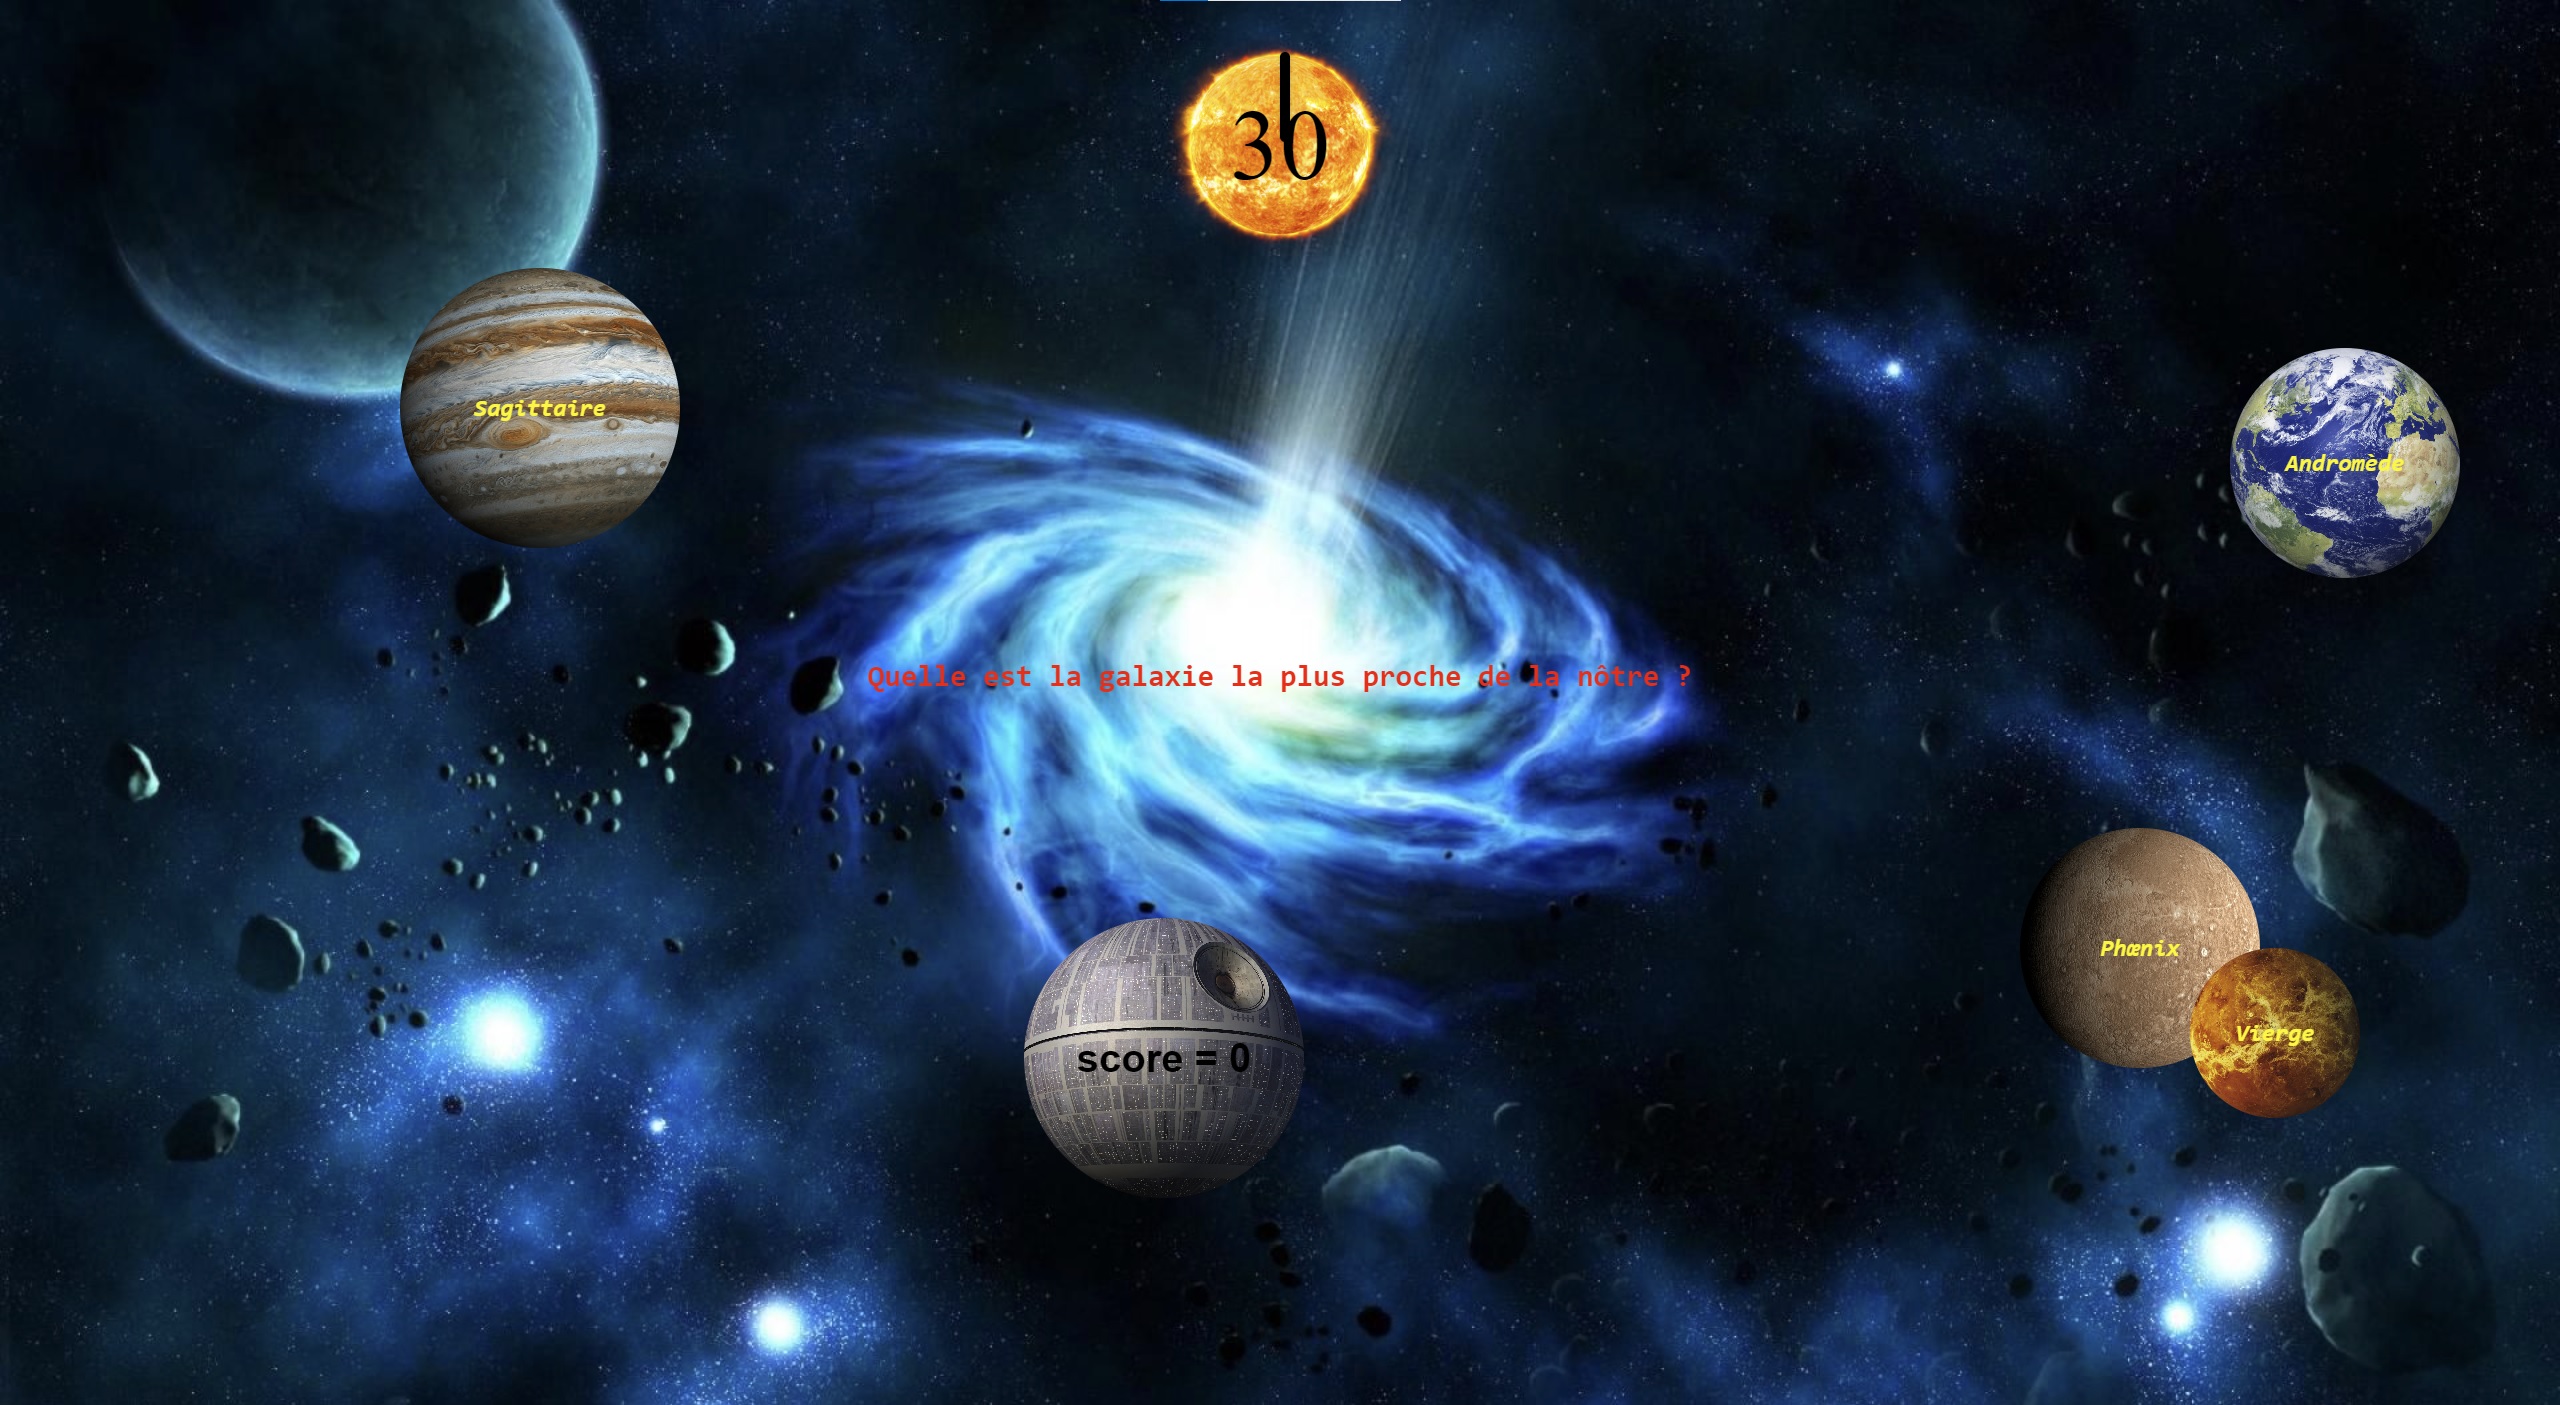 30
Sagittaire
Andromède
Quelle est la galaxie la plus proche de la nôtre ?
Phœnix
Vierge
score = 0